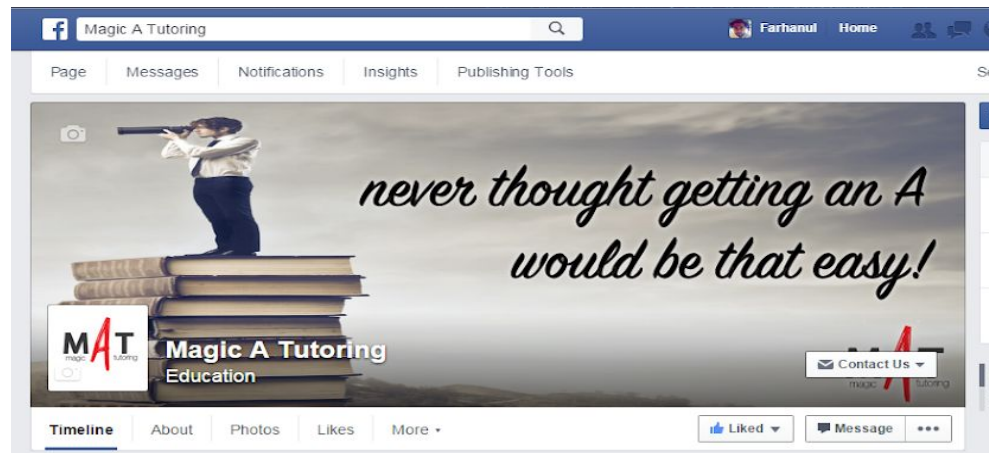 f Magic A Tutoring Farhanul Home
Page Messages Notifications Insights Publishing Tools
never thought getting an A
would be that easy!
MAT
magic tutoring
Magic A Tutoring
Education
Contact Us
magic tutoring
Timeline About Photos Likes More
Liked Message